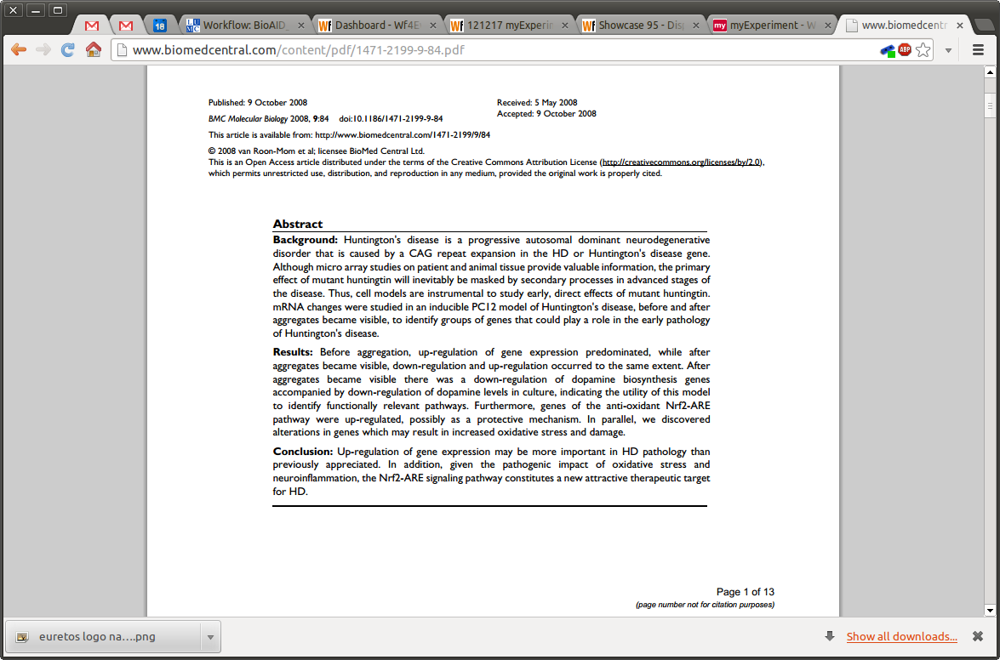 18
Workflow: BioAID_
Dashboard - Wf4E
121217 myExperin
Showcase 95 - Dis
my
myExperiment - W
www.biomedcentr
www.biomedcentral.com/content/pdf/1471-2199-9-84.pdf
ABP
Published: 9 October 2008
Received: 5 May 2008
Accepted: 9 October 2008
BMC Molecular Biology 2008, 9:84 doi:10.1186/1471-2199-9-84
This article is available from: http://www.biomedcentral.com/1471-2199/9/84
© 2008 van Roon-Mom et al; licensee BioMed Central Ltd.
This is an Open Access article distributed under the terms of the Creative Commons Attribution License (http://creativecommons.org/licenses/by/2.0),
which permits unrestricted use, distribution, and reproduction in any medium, provided the original work is properly cited.
Abstract
Background: Huntington's disease is a progressive autosomal dominant neurodegenerative
disorder that is caused by a CAG repeat expansion in the HD or Huntington's disease gene.
Although micro array studies on patient and animal tissue provide valuable information, the primary
effect of mutant huntingtin will inevitably be masked by secondary processes in advanced stages of
the disease. Thus, cell models are instrumental to study early, direct effects of mutant huntingtin.
mRNA changes were studied in an inducible PC12 model of Huntington's disease, before and after
aggregates became visible, to identify groups of genes that could play a role in the early pathology
of Huntington's disease.
Results: Before aggregation, up-regulation of gene expression predominated, while after
aggregates became visible, down-regulation and up-regulation occurred to the same extent. After
aggregates became visible there was a down-regulation of dopamine biosynthesis genes
accompanied by down-regulation of dopamine levels in culture, indicating the utility of this model
to identify functionally relevant pathways. Furthermore, genes of the anti-oxidant Nrf2-ARE
pathway were up-regulated, possibly as a protective mechanism. In parallel, we discovered
alterations in genes which may result in increased oxidative stress and damage.
Conclusion: Up-regulation of gene expression may be more important in HD pathology than
previously appreciated. In addition, given the pathogenic impact of oxidative stress and
neuroinflammation, the Nrf2-ARE signaling pathway constitutes a new attractive therapeutic target
for HD.
Page 1 of 13
(page number not for citation purposes)
euretos logo na....png
Show all downloads...